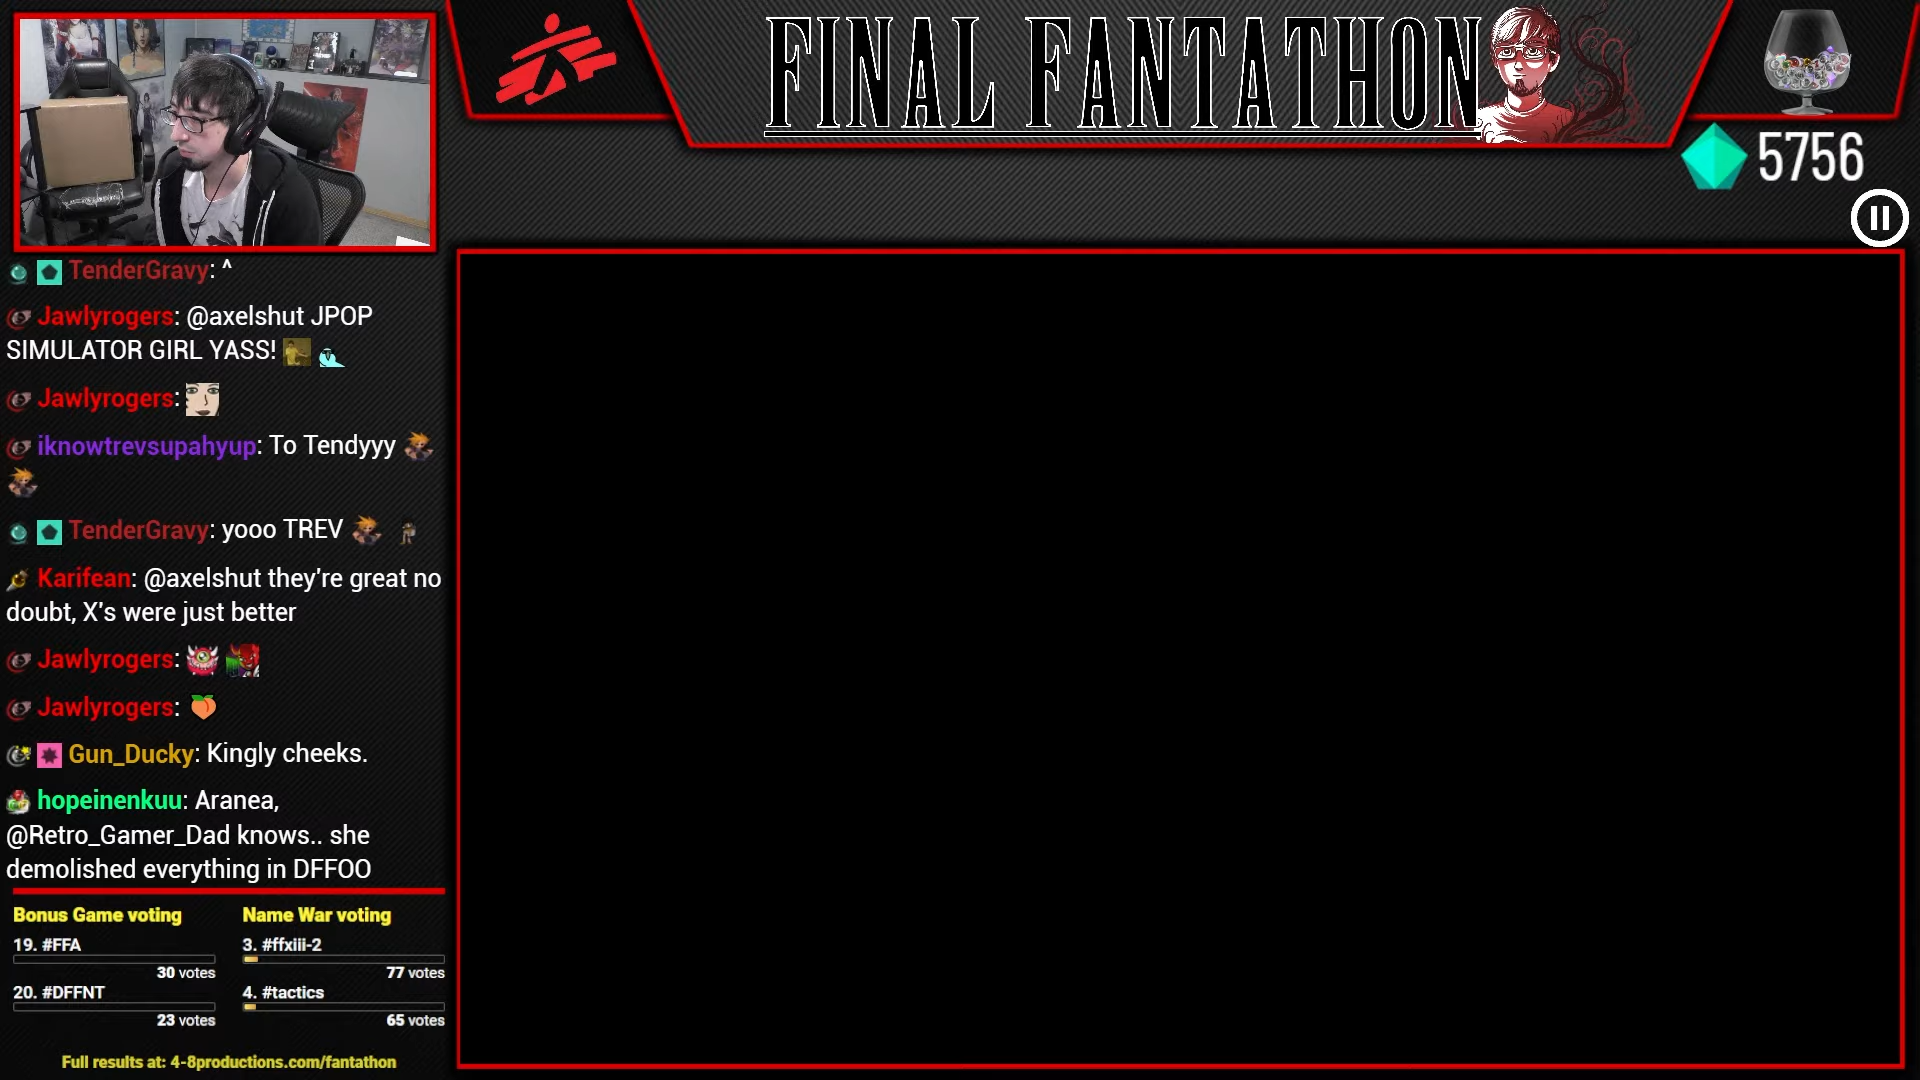 FINAL FANTATHON
5756
TenderGravy: ^
Jawlyrogers: @axelshut JPOP
SIMULATOR GIRL YASS!
Jawlyrogers:
iknowtrevsupahyup: To Tendyyy
TenderGravy: yooo TREV
Karifean: @axelshut they're great no
doubt, X's were just better
Jawlyrogers:
Jawlyrogers:
Gun_Ducky: Kingly cheeks.
hopeinenkuu: Aranea,
@Retro_Gamer_Dad knows.. she
demolished everything in DFFOO
Bonus Game voting
19. #FFA
30 votes
20. #DFFNT
23 votes
Name War voting
3. #ffxiii-2
77 votes
4. #tactics
65 votes
Full results at: 4-8productions.com/fantathon